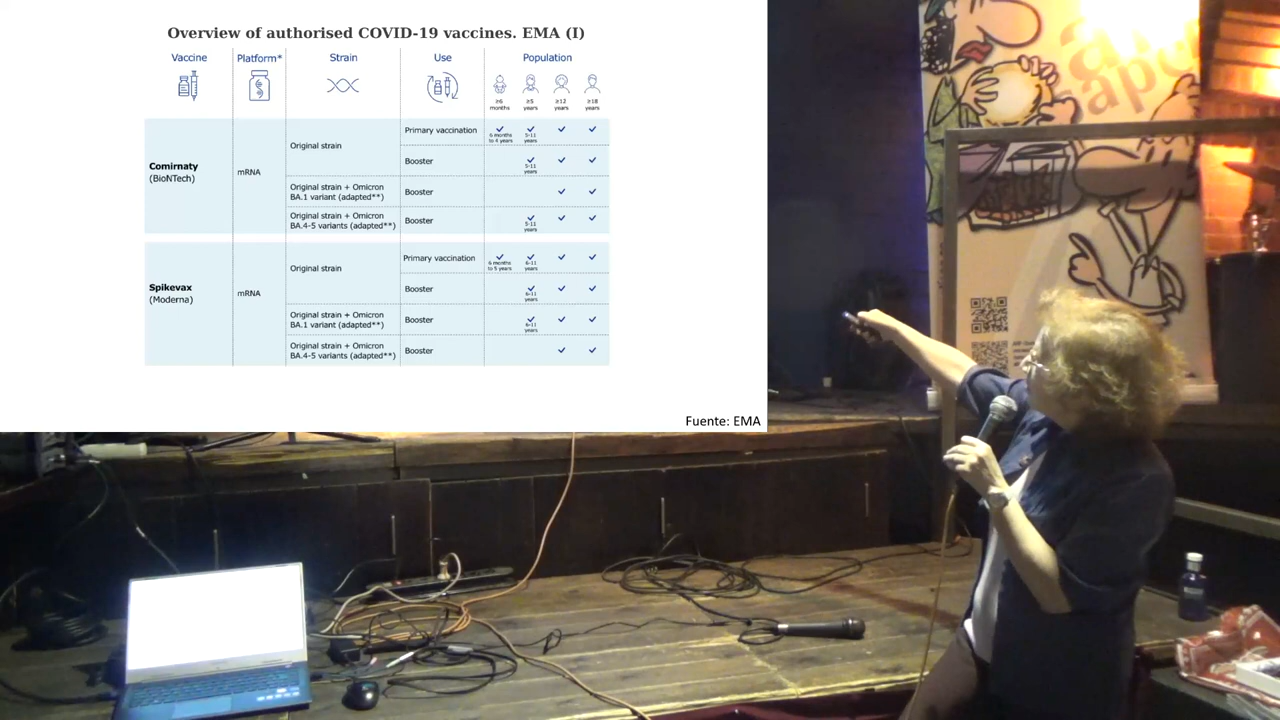 Overview of authorised COVID-19 vaccines. EMA (I)
Vaccine Platform* Strain Use Population
≥6 months ≥5 years ≥12 years ≥18 years
Comirnaty
(BioNTech)
mRNA
Original strain
Primary vaccination
6 months to 4 years
5-11 years
Booster
5-11 years
Original strain + Omicron
BA.1 variant (adapted**)
Booster
Original strain + Omicron
BA.4-5 variants (adapted**)
Booster
5-11 years
Spikevax
(Moderna)
mRNA
Original strain
Primary vaccination
6 months to 5 years
6-11 years
Booster
6-11 years
Original strain + Omicron
BA.1 variant (adapted**)
Booster
6-11 years
Original strain + Omicron
BA.4-5 variants (adapted**)
Booster
Fuente: EMA